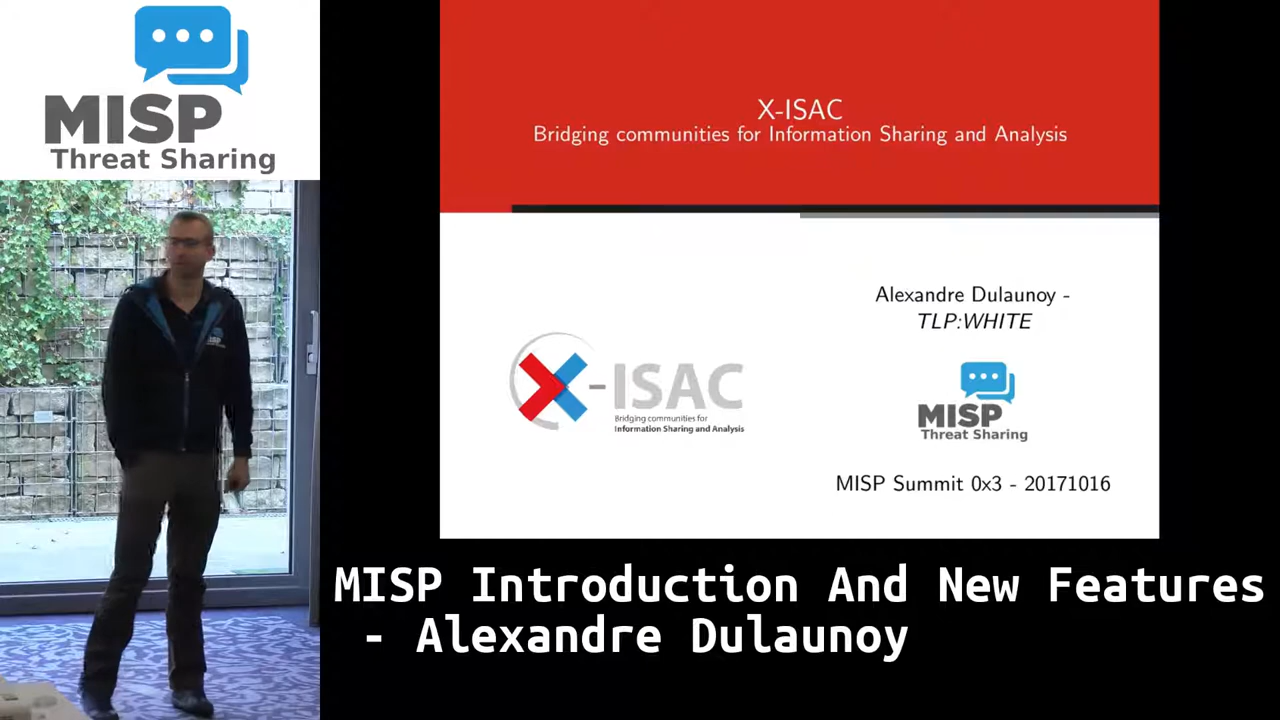 MISP
Threat Sharing
X-ISAC
Bridging communities for Information Sharing and Analysis
Alexandre Dulaunoy -
TLP:WHITE
X-ISAC
Bridging communities for
Information Sharing and Analysis
MISP
Threat Sharing
MISP Summit 0x3 - 20171016
MISP Introduction And New Features
- Alexandre Dulaunoy